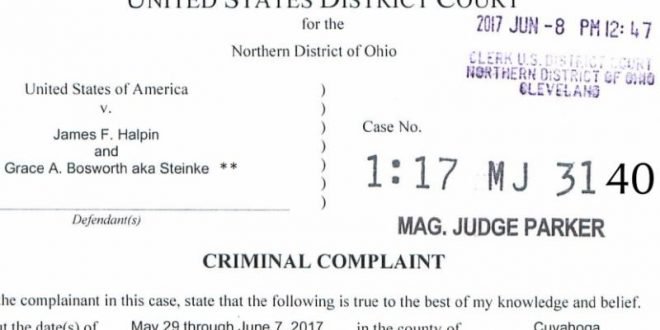 UNITED STATES DISTRICT COURT
for the
Northern District of Ohio
2017 JUN -8 PM 12: 47
CLERK U.S. DISTRICT COURT
NORTHERN DISTRICT OF OHIO
CLEVELAND
United States of America
v.
James F. Halpin
and
Grace A. Bosworth aka Steinke **
Defendant(s)
)
)
)
)
)
)
)
Case No.
1:17 MJ 3140
MAG. JUDGE PARKER
CRIMINAL COMPLAINT
the complainant in this case, state that the following is true to the best of my knowledge and belief.
t the date(s) of May 29 through June 7, 2017 in the county of Cuyahoga